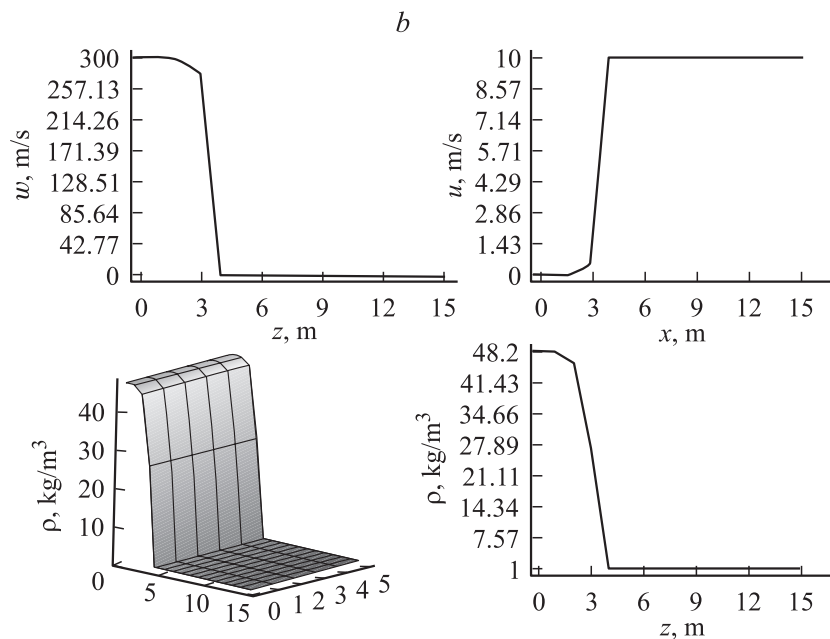 b
300
257.13
214.26
171.39
128.51
85.64
42.77
0
w, m/s
0 3 6 9 12 15
z, m
10
8.57
7.14
5.71
4.29
2.86
1.43
0
u, m/s
0 3 6 9 12 15
x, m
40
30
20
10
0
ρ, kg/m³
5 10 15
0 1 2 3 4 5
48.2
41.43
34.66
27.89
21.11
14.34
7.57
1
ρ, kg/m³
0 3 6 9 12 15
z, m